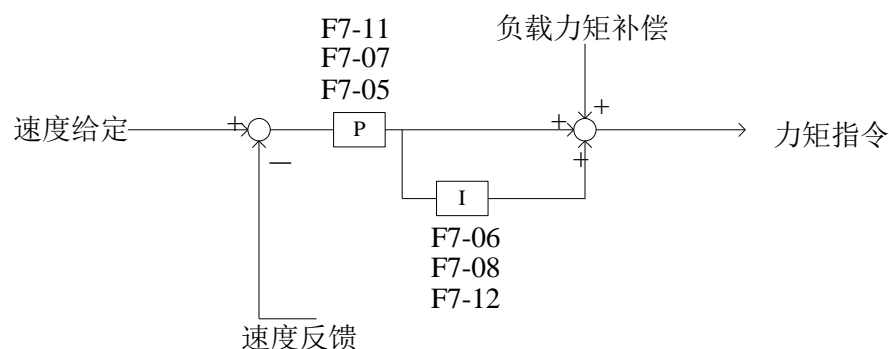 F7-11
F7-07
F7-05
负载力矩补偿
速度给定
+
P
+
+
+
力矩指令
—
I
F7-06
F7-08
F7-12
速度反馈